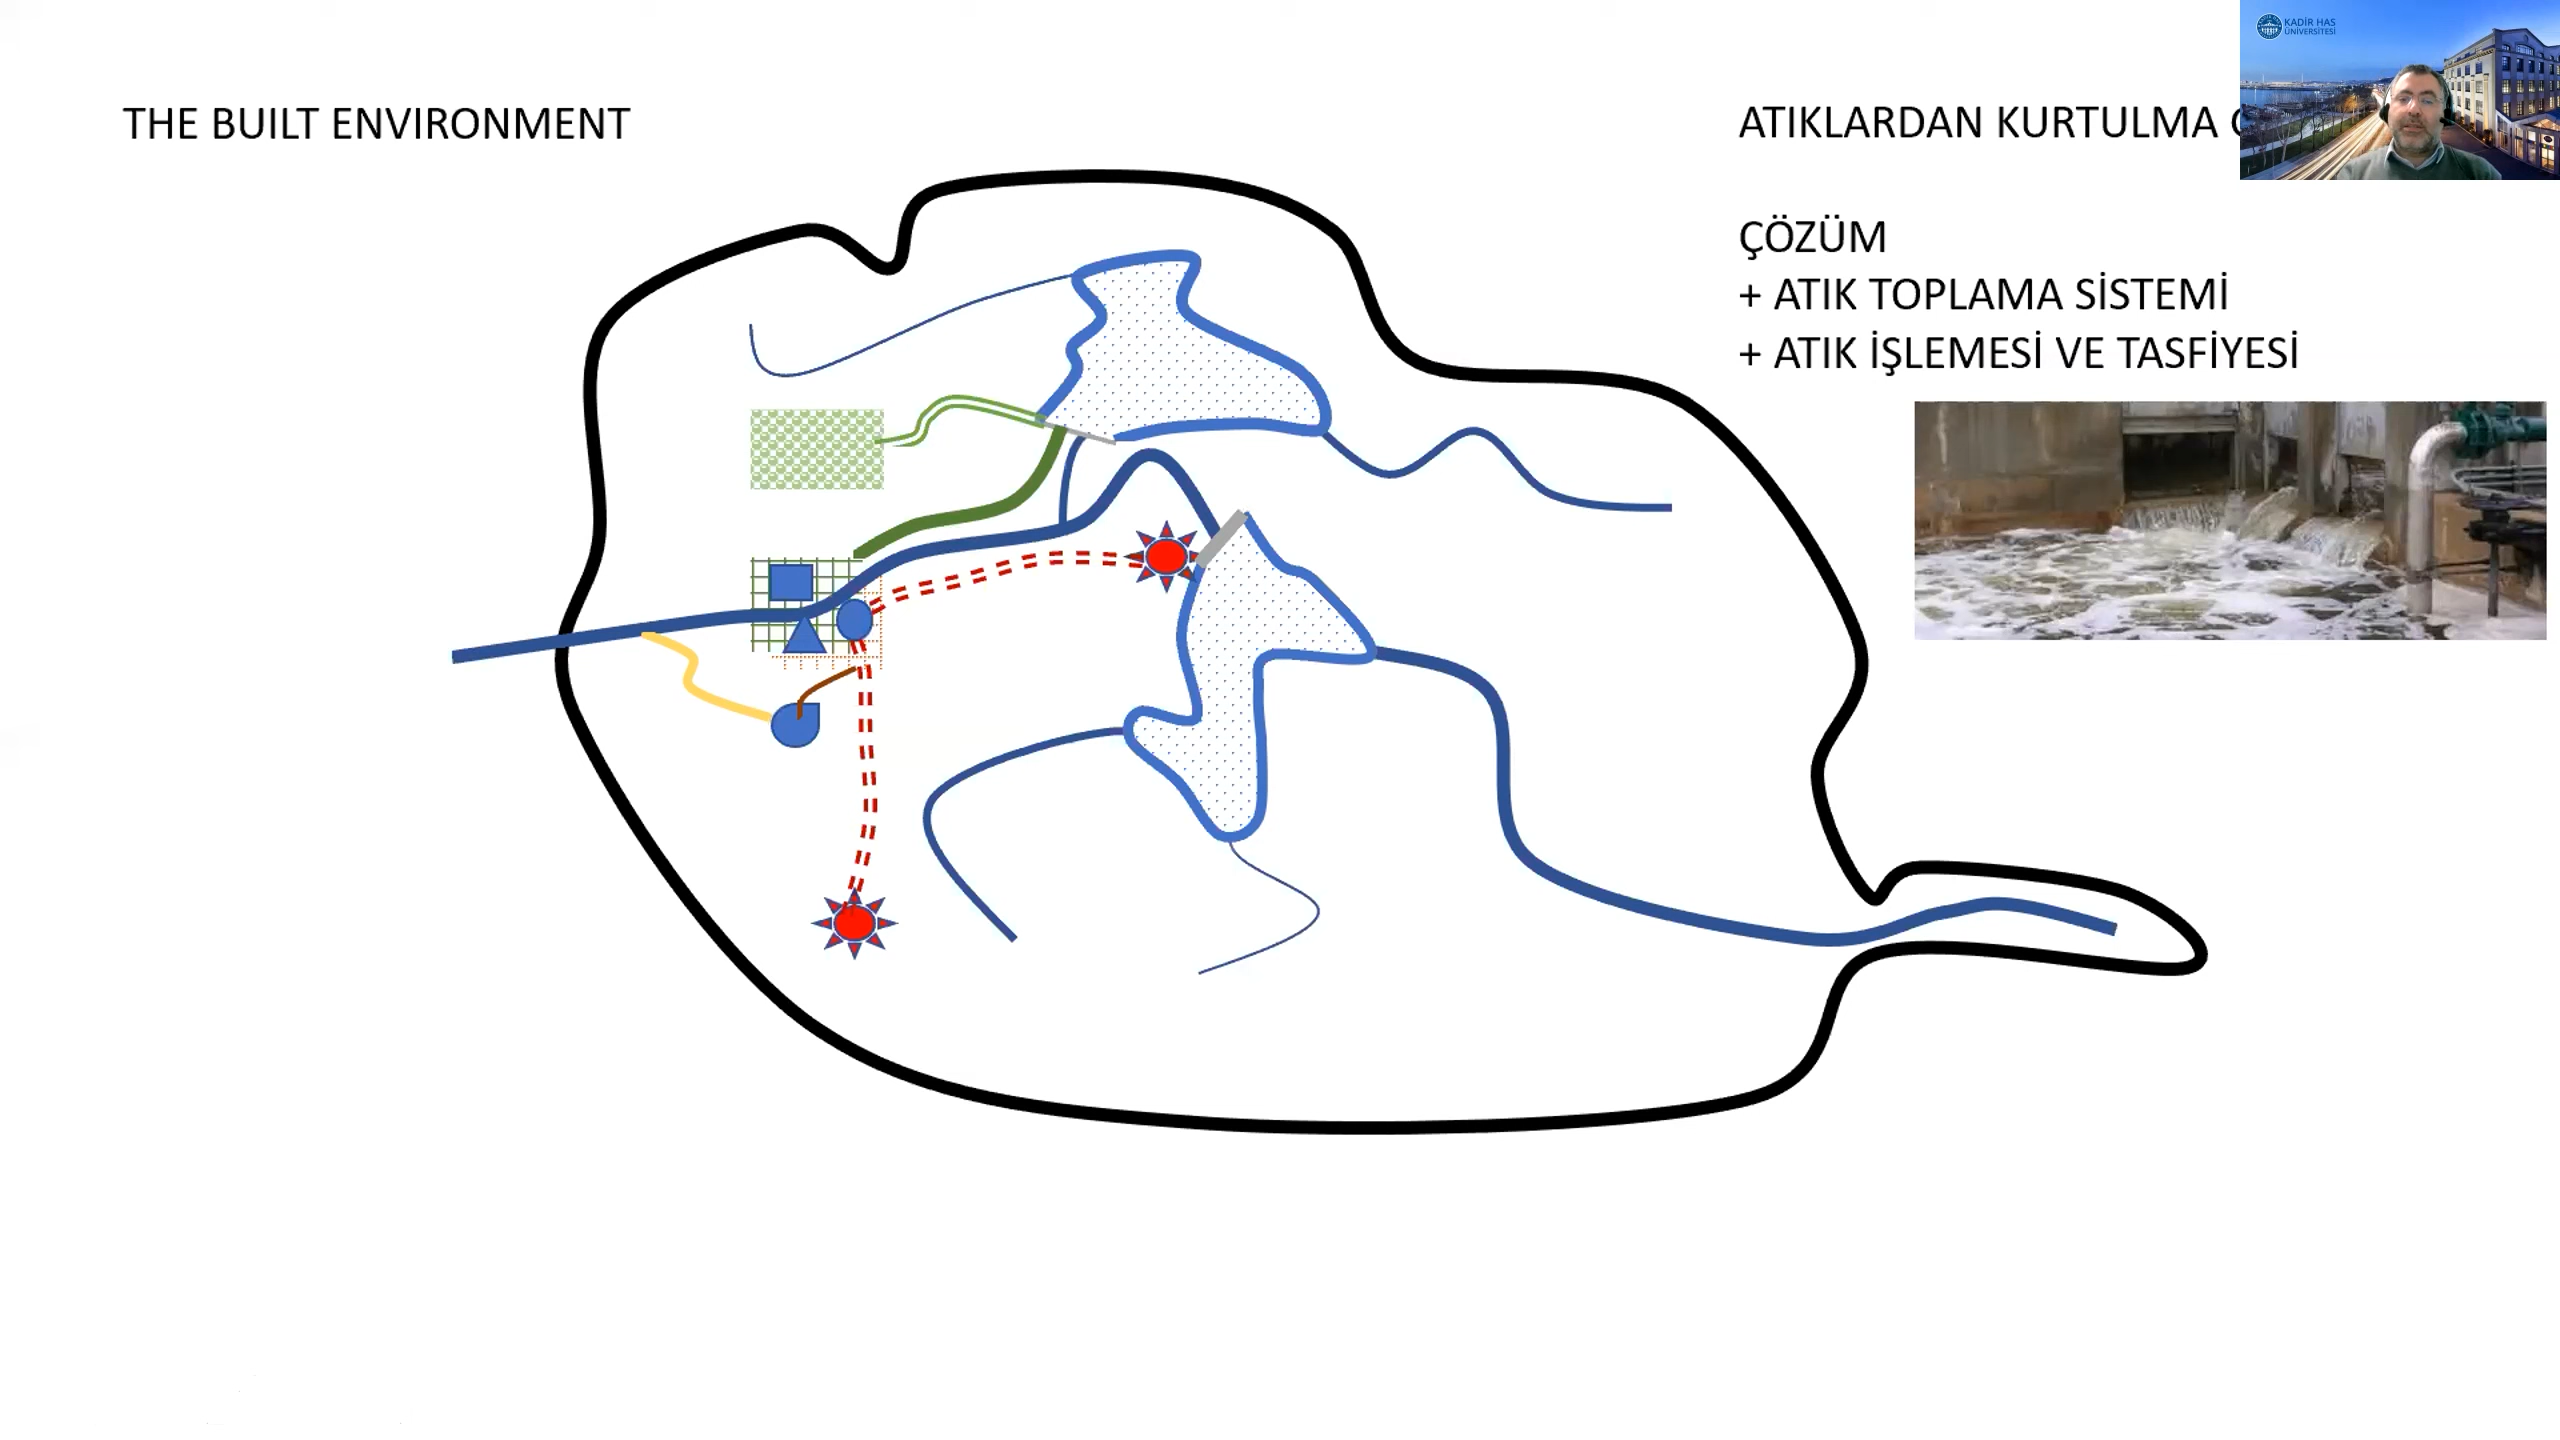 THE BUILT ENVIRONMENT
ATIKLARDAN KURTULMA
KADİR HAS
ÜNİVERSİTESİ
ÇÖZÜM
+ ATIK TOPLAMA SİSTEMİ
+ ATIK İŞLEMESİ VE TASFİYESİ